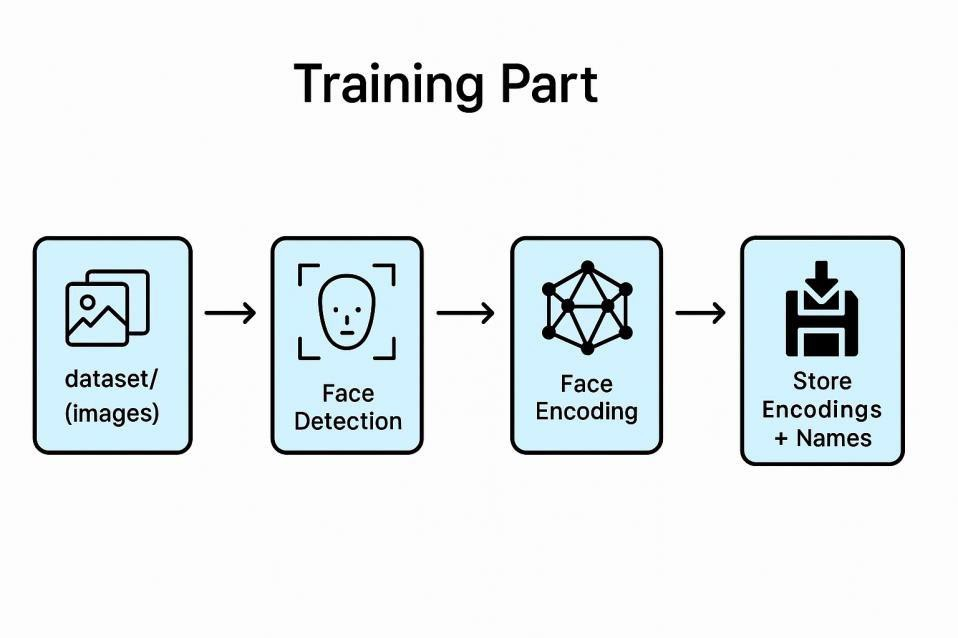 Training Part
dataset/
(images)
Face
Detection
Face
Encoding
Store
Encodings
+ Names